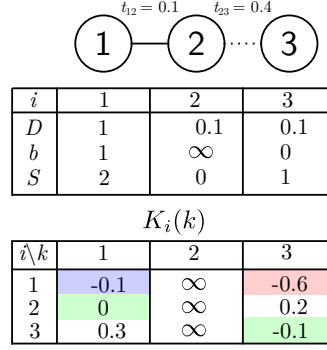 t₁₂ = 0.1 t₂₃ = 0.4
1 2 3
i 1 2 3
D 1 0.1 0.1
b 1 ∞ 0
S 2 0 1
Kᵢ(k)
i\k 1 2 3
1 -0.1 ∞ -0.6
2 0 ∞ 0.2
3 0.3 ∞ -0.1